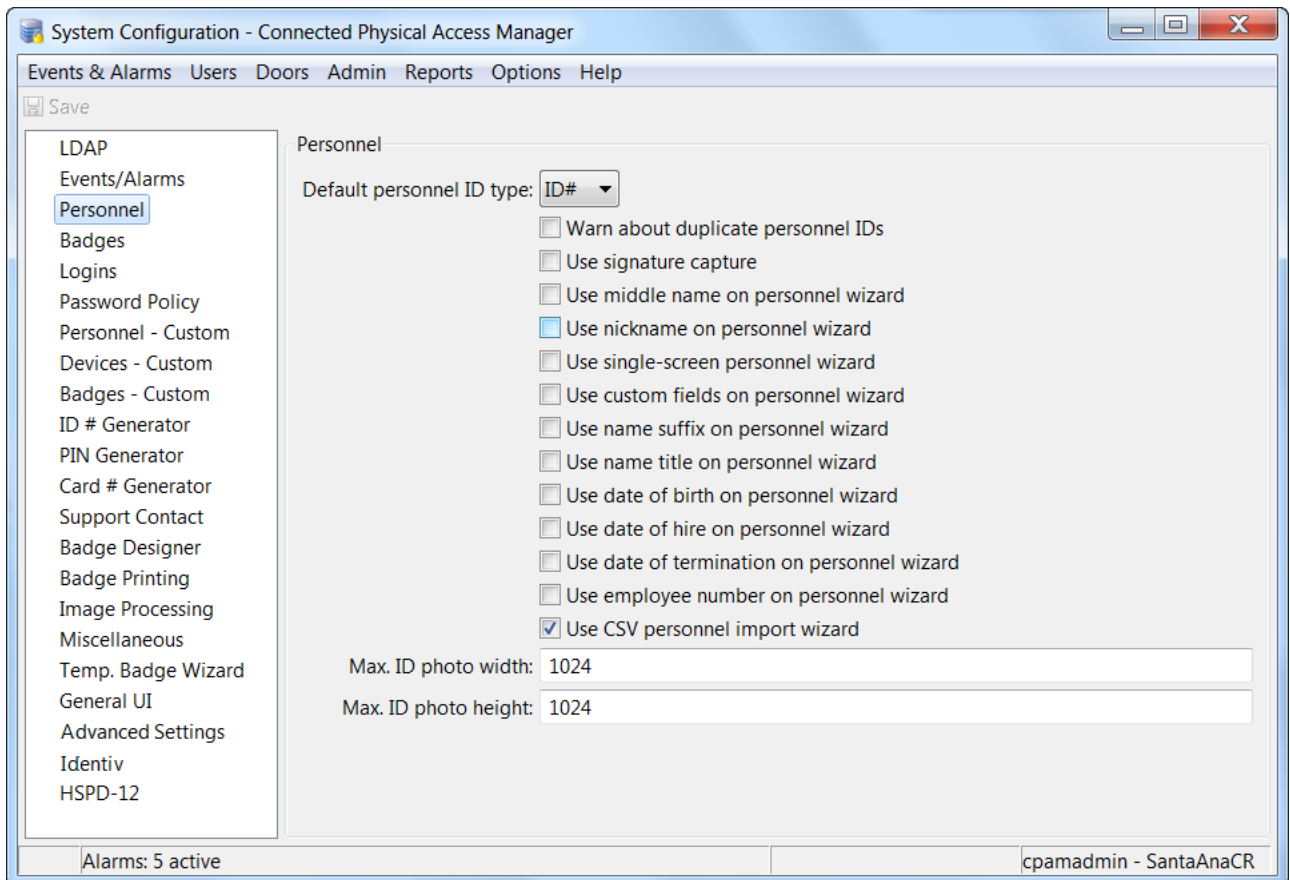 System Configuration - Connected Physical Access Manager
Events & Alarms Users Doors Admin Reports Options Help
Save
LDAP
Events/Alarms
Personnel
Badges
Logins
Password Policy
Personnel - Custom
Devices - Custom
Badges - Custom
ID # Generator
PIN Generator
Card # Generator
Support Contact
Badge Designer
Badge Printing
Image Processing
Miscellaneous
Temp. Badge Wizard
General UI
Advanced Settings
Identiv
HSPD-12
Personnel
Default personnel ID type: ID#
Warn about duplicate personnel IDs
Use signature capture
Use middle name on personnel wizard
Use nickname on personnel wizard
Use single-screen personnel wizard
Use custom fields on personnel wizard
Use name suffix on personnel wizard
Use name title on personnel wizard
Use date of birth on personnel wizard
Use date of hire on personnel wizard
Use date of termination on personnel wizard
Use employee number on personnel wizard
Use CSV personnel import wizard
Max. ID photo width: 1024
Max. ID photo height: 1024
Alarms: 5 active
cpamadmin - SantaAnaCR